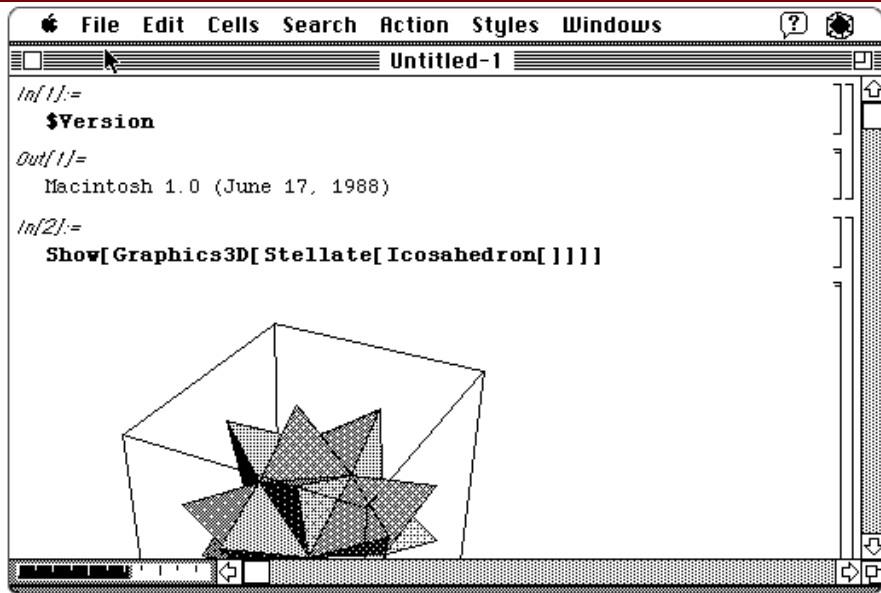 File Edit Cells Search Action Styles Windows ?
Untitled-1
In[1]:=
$Version
Out[1]=
Macintosh 1.0 (June 17, 1988)
In[2]:=
Show[Graphics3D[Stellate[Icosahedron[]]]]